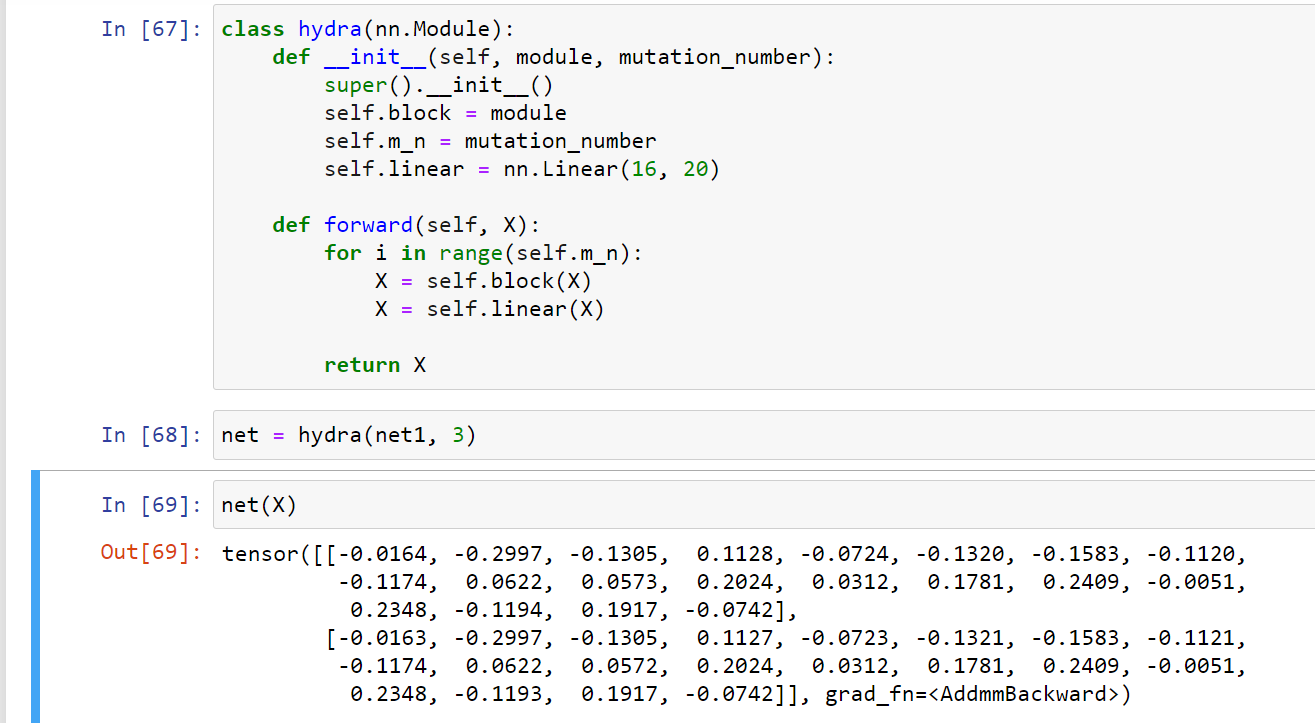 In [67]: class hydra(nn.Module):
    def __init__(self, module, mutation_number):
        super().__init__()
        self.block = module
        self.m_n = mutation_number
        self.linear = nn.Linear(16, 20)

    def forward(self, X):
        for i in range(self.m_n):
            X = self.block(X)
            X = self.linear(X)

        return X
In [68]: net = hydra(net1, 3)
In [69]: net(X)
Out[69]: tensor([[-0.0164, -0.2997, -0.1305,  0.1128, -0.0724, -0.1320, -0.1583, -0.1120,
         -0.1174,  0.0622,  0.0573,  0.2024,  0.0312,  0.1781,  0.2409, -0.0051,
          0.2348, -0.1194,  0.1917, -0.0742],
        [-0.0163, -0.2997, -0.1305,  0.1127, -0.0723, -0.1321, -0.1583, -0.1121,
         -0.1174,  0.0622,  0.0572,  0.2024,  0.0312,  0.1781,  0.2409, -0.0051,
          0.2348, -0.1193,  0.1917, -0.0742]], grad_fn=<AddmmBackward>)